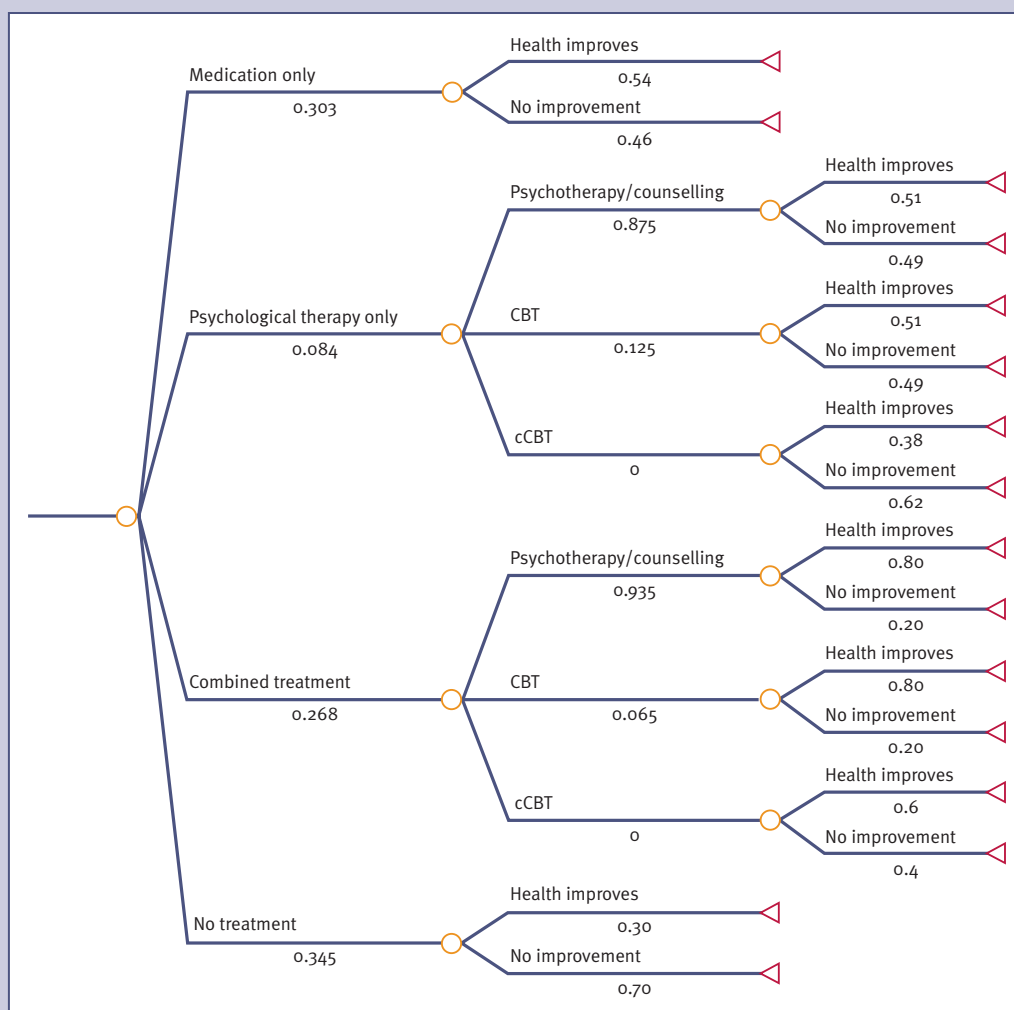 Health improves
0.54
Medication only
0.303
No improvement
0.46
Health improves
0.51
Psychotherapy/counselling
0.875
No improvement
0.49
Health improves
0.51
Psychological therapy only
0.084
CBT
0.125
No improvement
0.49
Health improves
0.38
cCBT
0
No improvement
0.62
Health improves
0.80
Psychotherapy/counselling
0.935
No improvement
0.20
Health improves
0.80
Combined treatment
0.268
CBT
0.065
No improvement
0.20
Health improves
0.6
cCBT
0
No improvement
0.4
Health improves
0.30
No treatment
0.345
No improvement
0.70